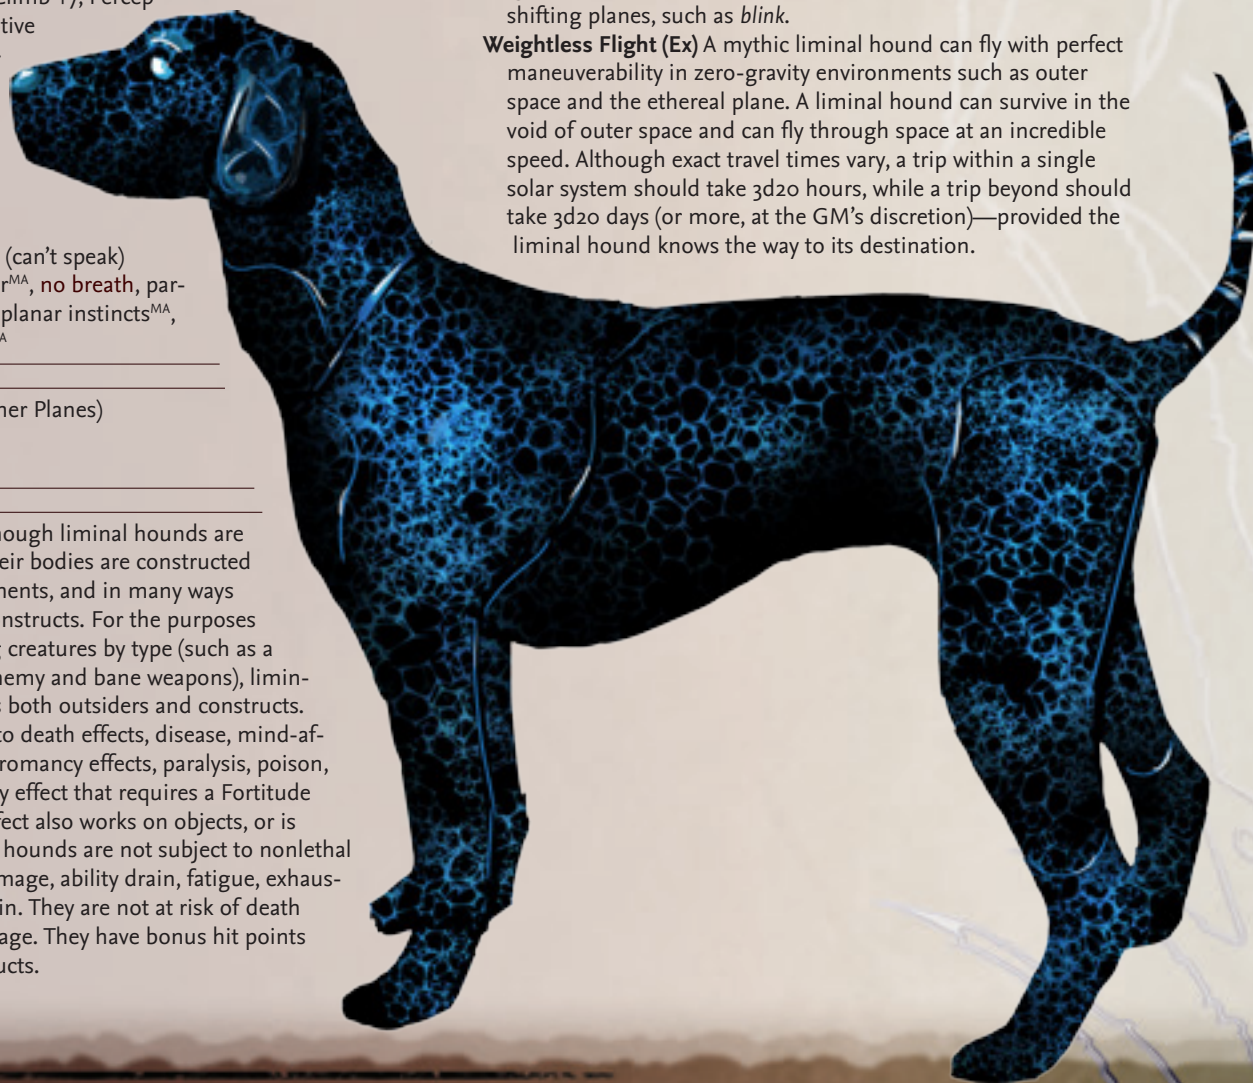 tive
(can't speak)
r^MA, no breath, par-
planar instincts^MA,
ner Planes)
hough liminal hounds are
eir bodies are constructed
nents, and in many ways
nstructs. For the purposes
g creatures by type (such as a
nemy and bane weapons), limin-
s both outsiders and constructs.
to death effects, disease, mind-af-
romancy effects, paralysis, poison,
y effect that requires a Fortitude
fect also works on objects, or is
hounds are not subject to nonlethal
mage, ability drain, fatigue, exhaus-
in. They are not at risk of death
age. They have bonus hit points
ucts.
shifting planes, such as blink.
Weightless Flight (Ex) A mythic liminal hound can fly with perfect
maneuverability in zero-gravity environments such as outer
space and the ethereal plane. A liminal hound can survive in the
void of outer space and can fly through space at an incredible
speed. Although exact travel times vary, a trip within a single
solar system should take 3d20 hours, while a trip beyond should
take 3d20 days (or more, at the GM's discretion)—provided the
liminal hound knows the way to its destination.